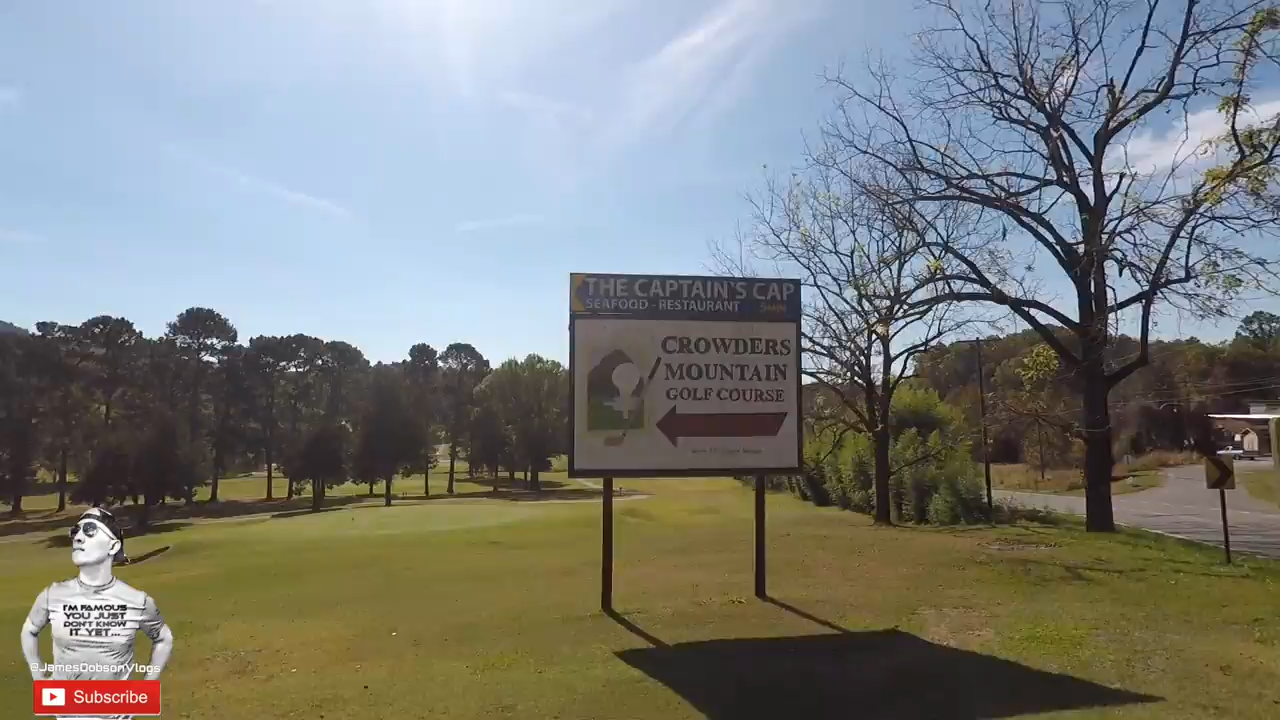 THE CAPTAIN'S CAP
SEAFOOD - RESTAURANT
CROWDERS
MOUNTAIN
GOLF COURSE
I'M FAMOUS
YOU JUST
DON'T KNOW
IT YET...
@JamesDobsonVlogs
Subscribe